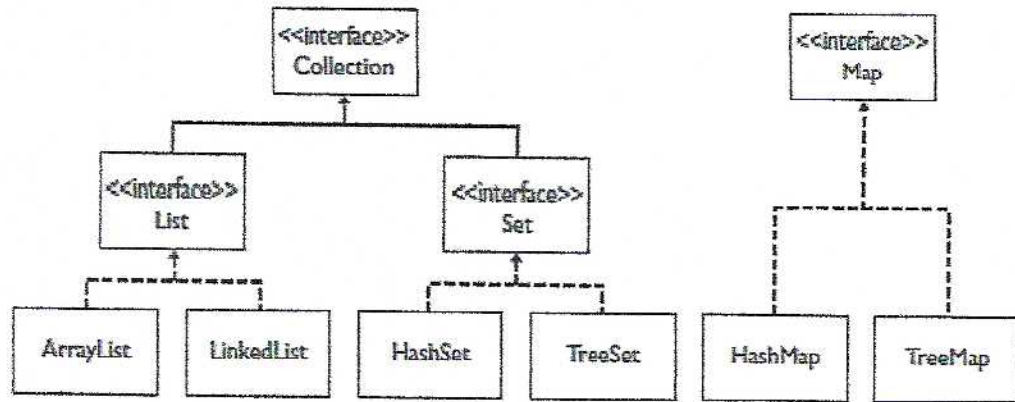 <<interface>>
Collection
<<interface>>
Map
<<interface>>
List
<<interface>>
Set
ArrayList
LinkedList
HashSet
TreeSet
HashMap
TreeMap